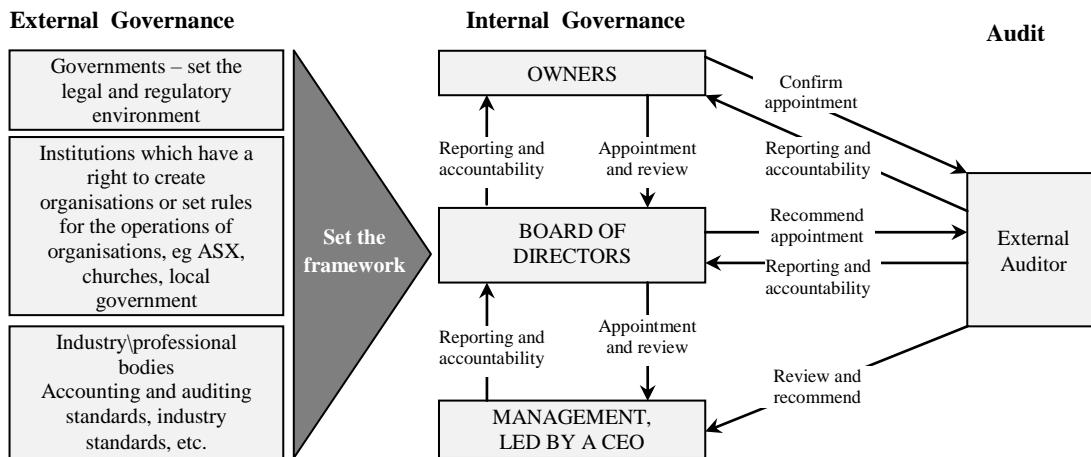 External Governance
Governments – set the
legal and regulatory
environment
Institutions which have a
right to create
organisations or set rules
for the operations of
organisations, eg ASX,
churches, local
government
Industry\professional
bodies
Accounting and auditing
standards, industry
standards, etc.
Set the
framework
Internal Governance
OWNERS
Reporting and
accountability
Appointment
and review
BOARD OF
DIRECTORS
Reporting and
accountability
Appointment
and review
MANAGEMENT,
LED BY A CEO
Audit
Confirm
appointment
Reporting and
accountability
Recommend
appointment
Reporting and
accountability
Review and
recommend
External
Auditor